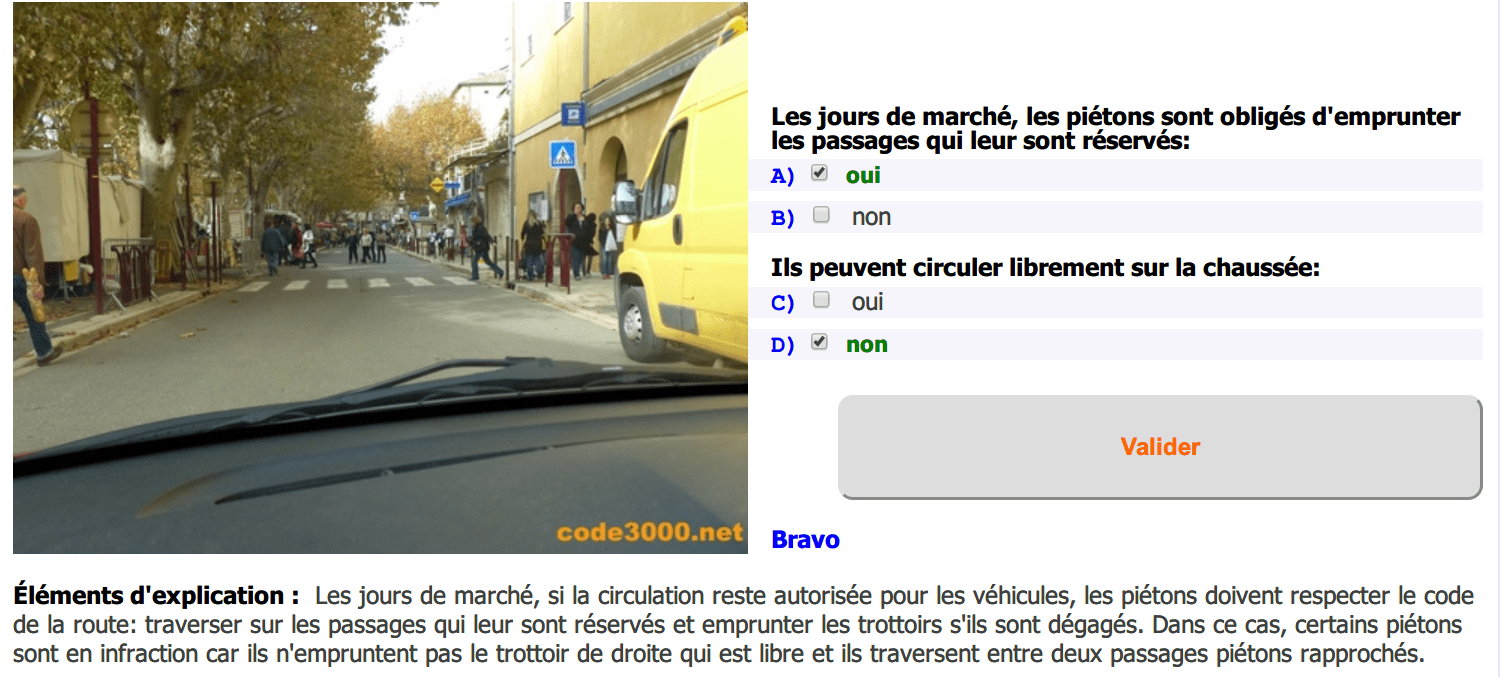 Les jours de marché, les piétons sont obligés d'emprunter
les passages qui leur sont réservés:
A) oui
B) non
Ils peuvent circuler librement sur la chaussée:
C) oui
D) non
Valider
code3000.net
Bravo
Éléments d'explication : Les jours de marché, si la circulation reste autorisée pour les véhicules, les piétons doivent respecter le code
de la route: traverser sur les passages qui leur sont réservés et emprunter les trottoirs s'ils sont dégagés. Dans ce cas, certains piétons
sont en infraction car ils n'empruntent pas le trottoir de droite qui est libre et ils traversent entre deux passages piétons rapprochés.